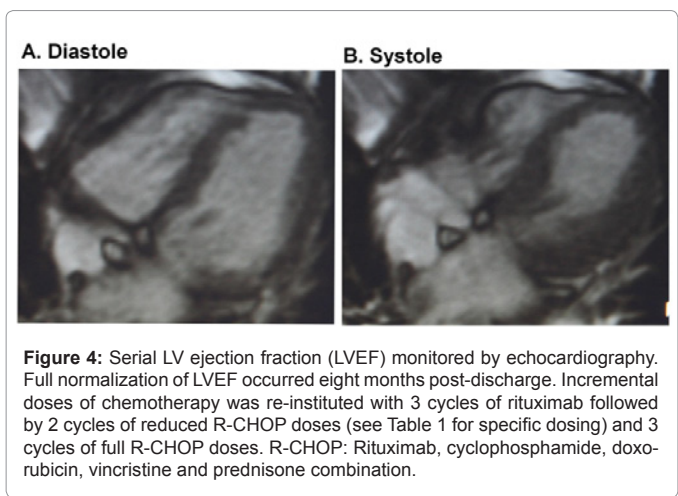 A. Diastole
B. Systole
Figure 4: Serial LV ejection fraction (LVEF) monitored by echocardiography.
Full normalization of LVEF occurred eight months post-discharge. Incremental
doses of chemotherapy was re-instituted with 3 cycles of rituximab followed
by 2 cycles of reduced R-CHOP doses (see Table 1 for specific dosing) and 3
cycles of full R-CHOP doses. R-CHOP: Rituximab, cyclophosphamide, doxo-
rubicin, vincristine and prednisone combination.